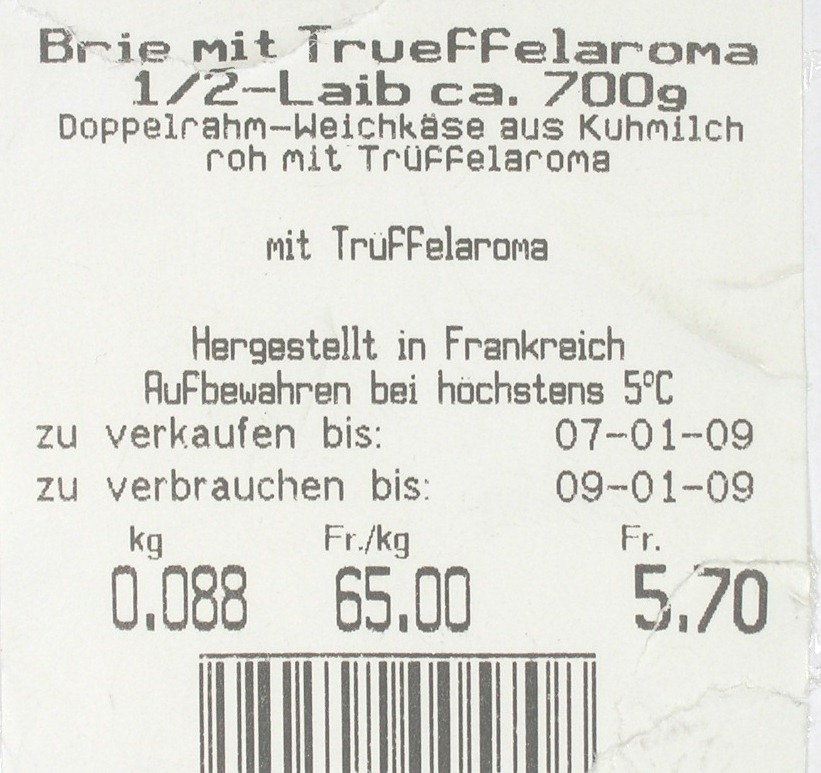 Brie mit Trueffelaroma
1/2-Laib ca. 700g
Doppelrahm-Weichkäse aus Kuhmilch
roh mit Trüffelaroma
mit Trüffelaroma
Hergestellt in Frankreich
Aufbewahren bei höchstens 5°C
zu verkaufen bis: 07-01-09
zu verbrauchen bis: 09-01-09
kg Fr./kg Fr.
0.088 65.00 5.70